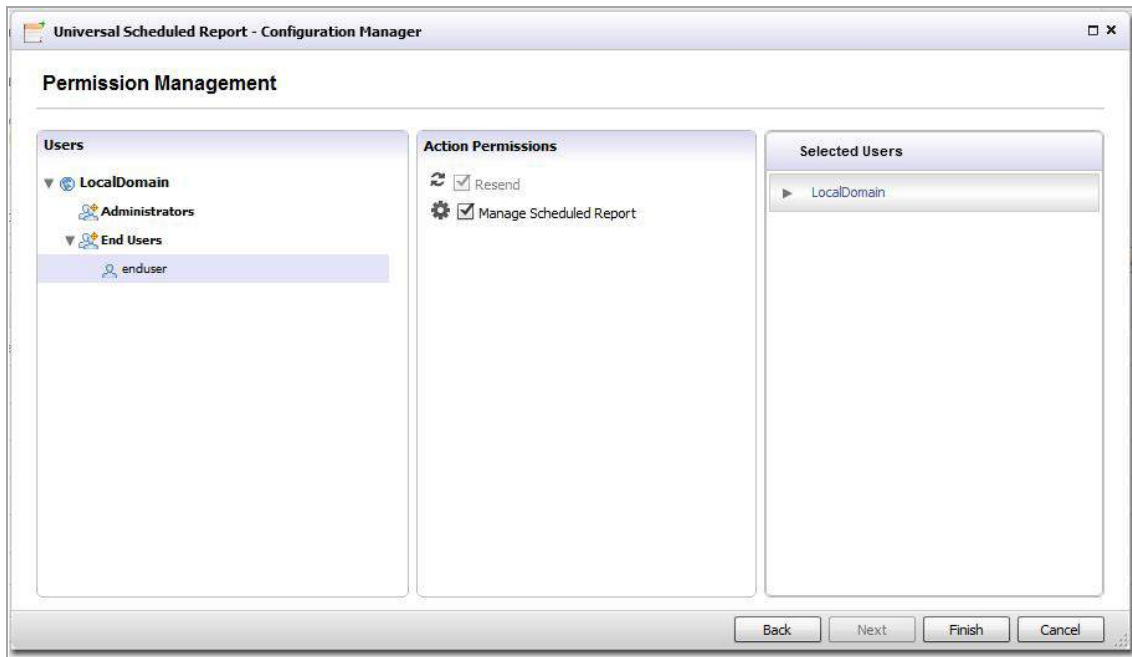 Universal Scheduled Report - Configuration Manager
Permission Management
Users
LocalDomain
Administrators
End Users
enduser
Action Permissions
Resend
Manage Scheduled Report
Selected Users
LocalDomain
Back
Next
Finish
Cancel